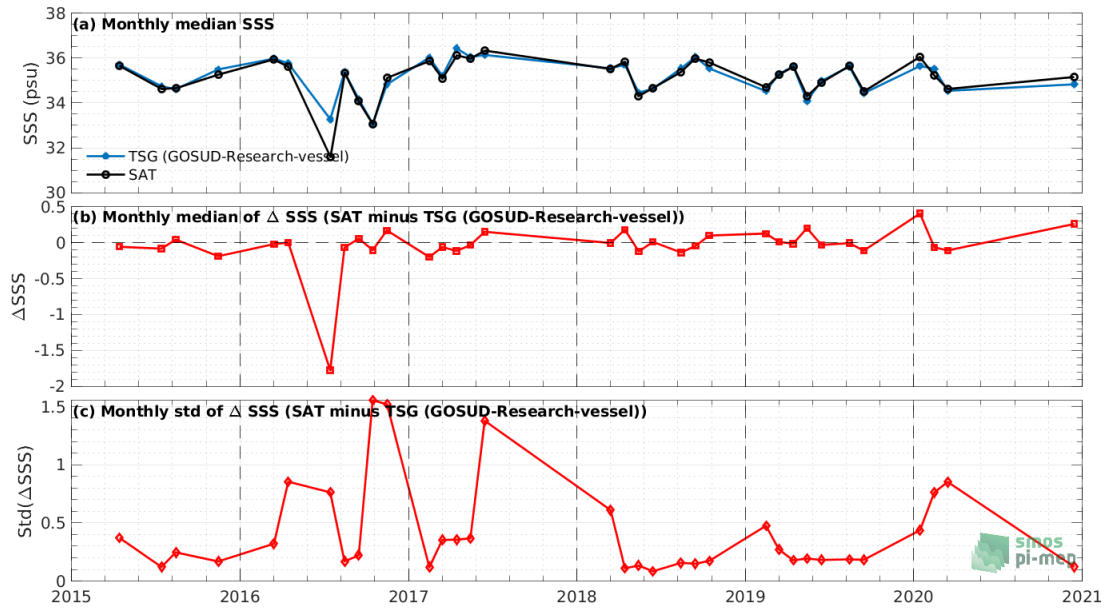 (a) Monthly median SSS
38
36
34
32
30
SSS (psu)
TSG (GOSUD-Research-vessel)
SAT
(b) Monthly median of Δ SSS (SAT minus TSG (GOSUD-Research-vessel))
0.5
0
-0.5
-1
-1.5
-2
ΔSSS
(c) Monthly std of Δ SSS (SAT minus TSG (GOSUD-Research-vessel))
1.5
1
0.5
0
Std(ΔSSS)
smos
pi-mep
2015 2016 2017 2018 2019 2020 2021